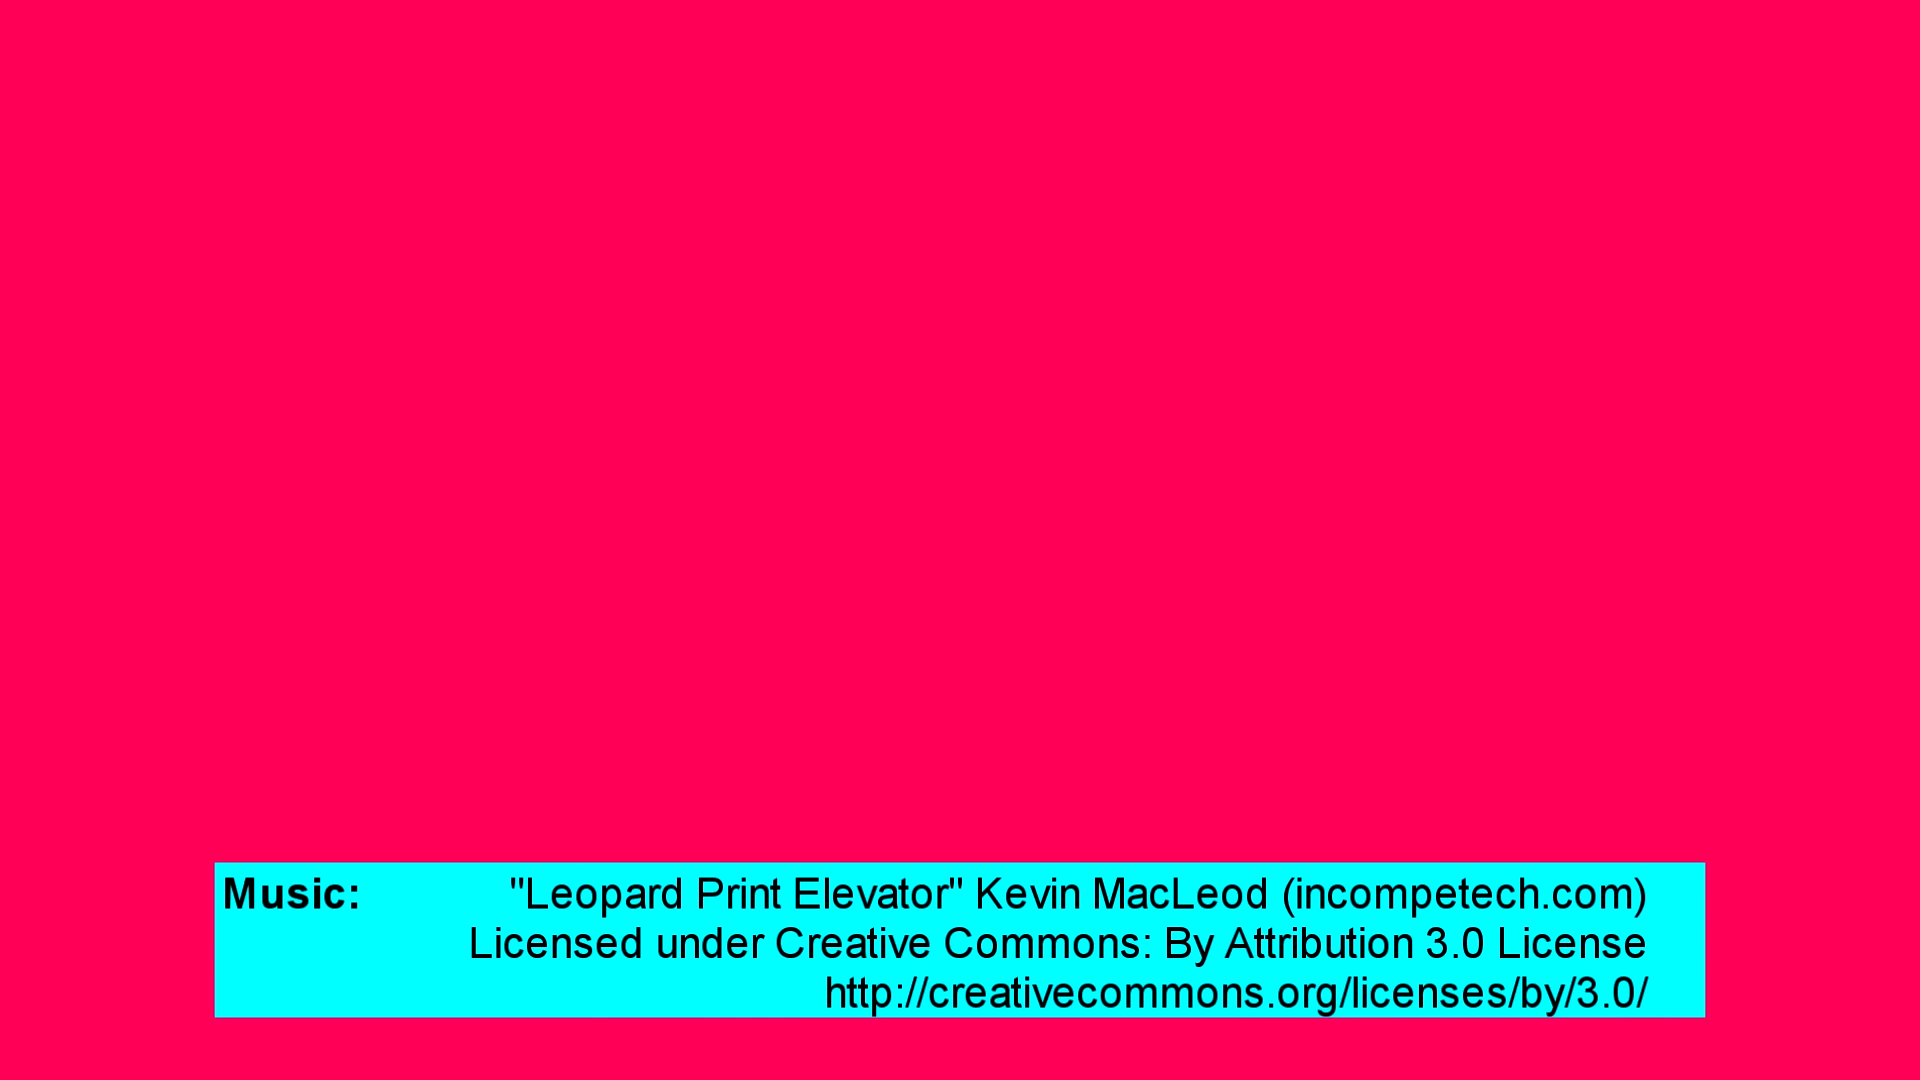 Music: "Leopard Print Elevator" Kevin MacLeod (incompetech.com)
Licensed under Creative Commons: By Attribution 3.0 License
http://creativecommons.org/licenses/by/3.0/